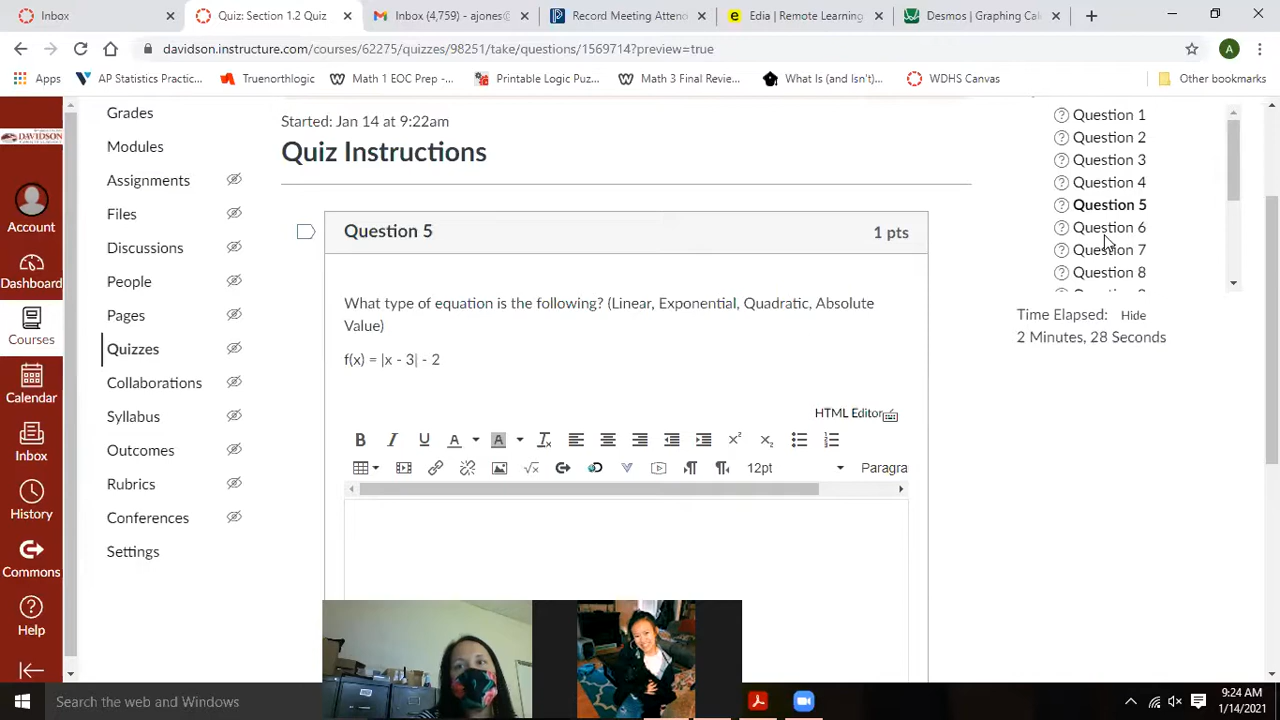 Inbox
Quiz: Section 1.2 Quiz
Inbox (4,759) - ajones@
Record Meeting Atten
Edia | Remote Learning
Desmos | Graphing Calc
davidson.instructure.com/courses/62275/quizzes/98251/take/questions/1569714?preview=true
A
Apps
AP Statistics Practic...
Truenorthlogic
Math 1 EOC Prep -...
Printable Logic Puz...
Math 3 Final Revie...
What Is (and Isn't)...
WDHS Canvas
Other bookmarks
DAVIDSON
Account
Dashboard
Courses
Calendar
Inbox
History
Commons
Help
Grades
Modules
Assignments
Files
Discussions
People
Pages
Quizzes
Collaborations
Syllabus
Outcomes
Rubrics
Conferences
Settings
Started: Jan 14 at 9:22am
Quiz Instructions
Question 5
1 pts
What type of equation is the following? (Linear, Exponential, Quadratic, Absolute
Value)
f(x) = |x - 3| - 2
HTML Editor
12pt
Paragra
Question 1
Question 2
Question 3
Question 4
Question 5
Question 6
Question 7
Question 8
Time Elapsed: Hide
2 Minutes, 28 Seconds
Search the web and Windows
9:24 AM
1/14/2021